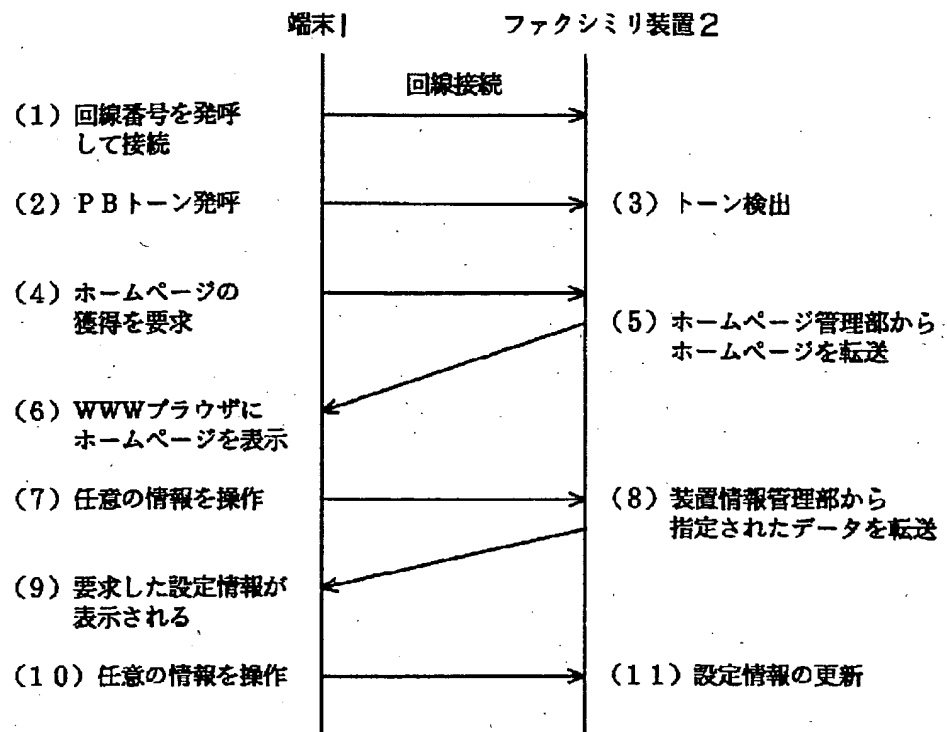 端末1 ファクシミリ装置2
回線接続
(1) 回線番号を発呼
して接続
(2) PBトーン発呼
(3) トーン検出
(4) ホームページの
獲得を要求
(5) ホームページ管理部から
ホームページを転送
(6) WWWブラウザに
ホームページを表示
(7) 任意の情報を操作
(8) 装置情報管理部から
指定されたデータを転送
(9) 要求した設定情報が
表示される
(10) 任意の情報を操作
(11) 設定情報の更新